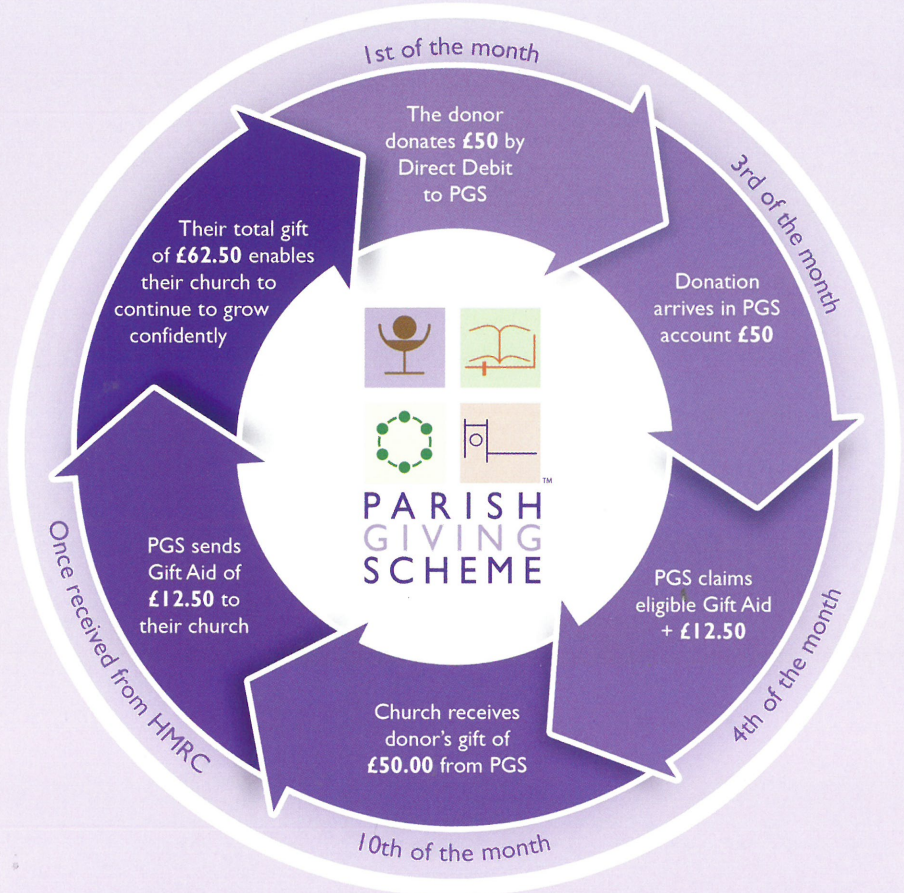 1st of the month
The donor
donates £50 by
Direct Debit
to PGS
3rd of the month
Donation
arrives in PGS
account £50
4th of the month
PGS claims
eligible Gift Aid
+ £12.50
10th of the month
Church receives
donor's gift of
£50.00 from PGS
Once received from HMRC
PGS sends
Gift Aid of
£12.50 to
their church
Their total gift
of £62.50 enables
their church to
continue to grow
confidently
PARISH
GIVING
SCHEME
TM